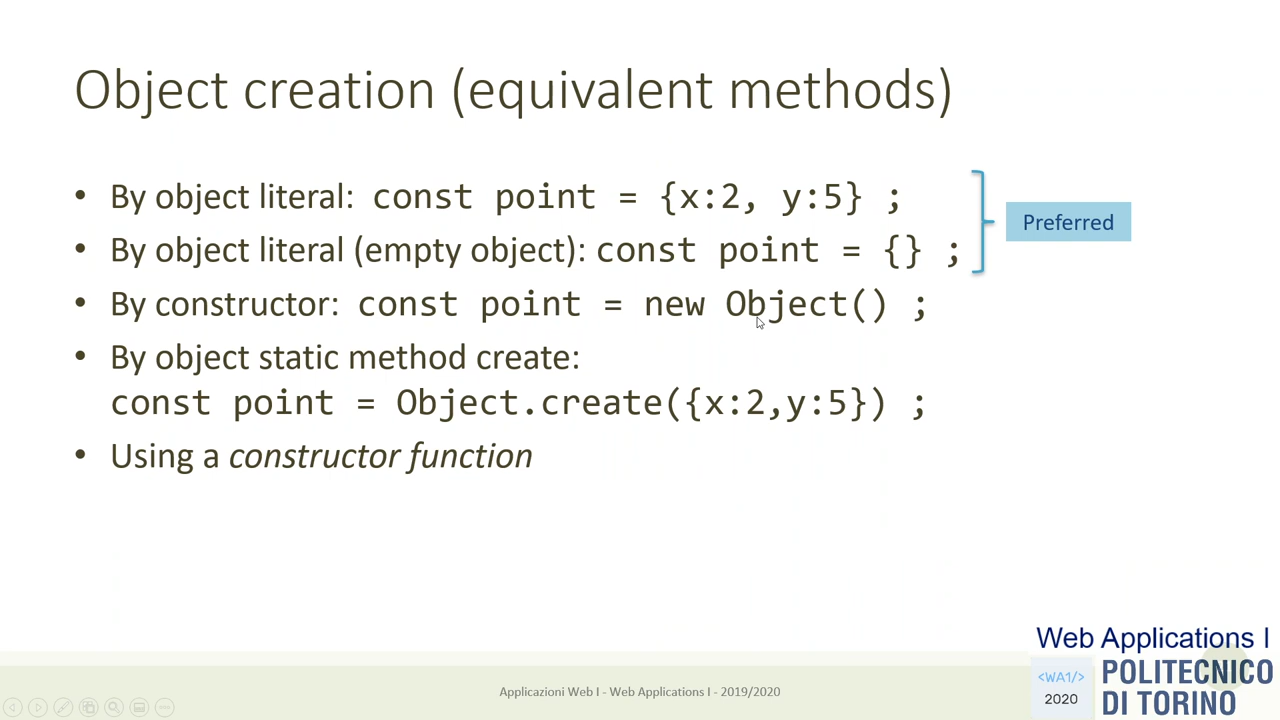 Object creation (equivalent methods)
• By object literal: const point = {x:2, y:5} ;
• By object literal (empty object): const point = {} ;
Preferred
• By constructor: const point = new Object() ;
• By object static method create:
const point = Object.create({x:2,y:5}) ;
• Using a constructor function
Web Applications I
<WA1/>
2020
POLITECNICO
DI TORINO
Applicazioni Web I - Web Applications I - 2019/2020